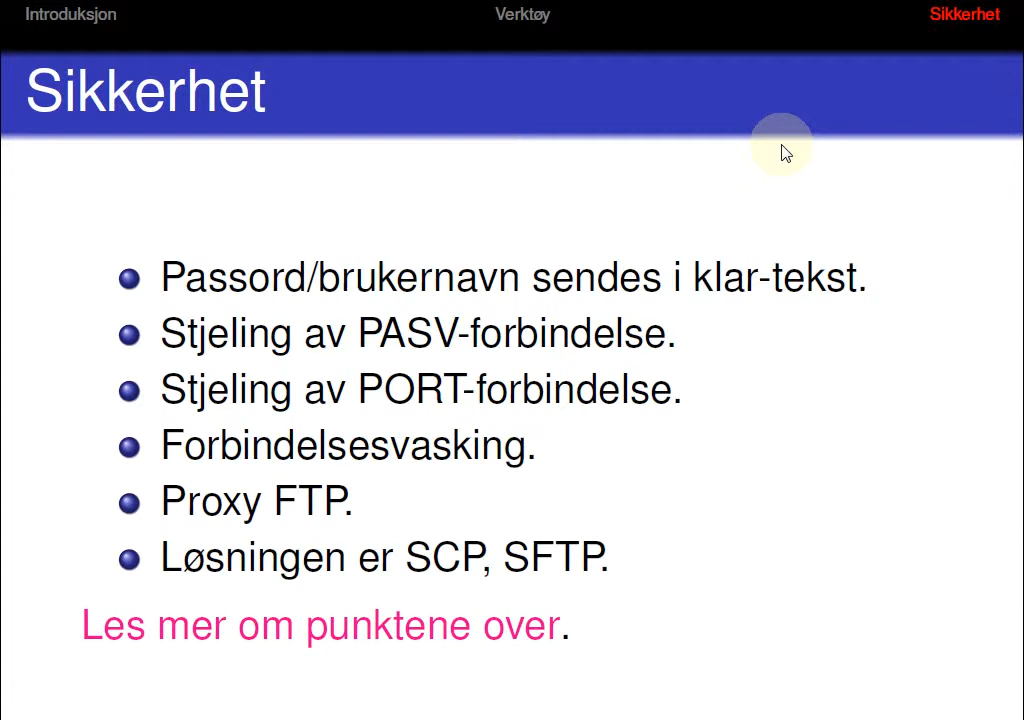 Introduksjon Verktøy Sikkerhet
Sikkerhet
Passord/brukernavn sendes i klar-tekst.
Stjeling av PASV-forbindelse.
Stjeling av PORT-forbindelse.
Forbindelsesvasking.
Proxy FTP.
Løsningen er SCP, SFTP.
Les mer om punktene over.